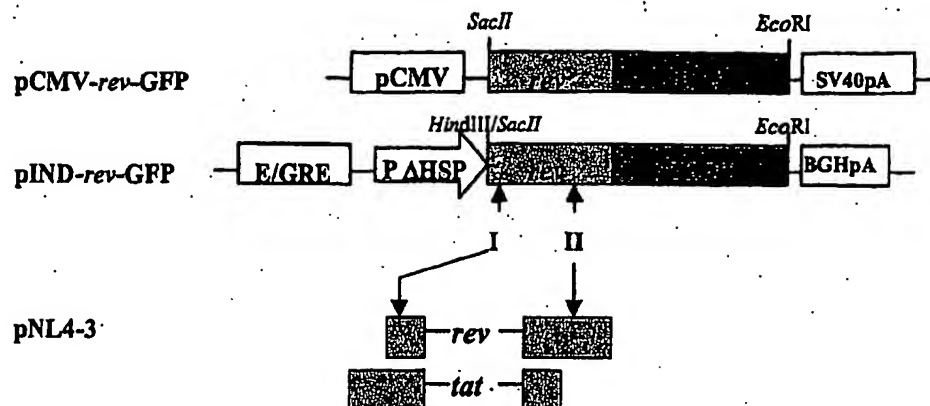 SacII EcoRI
pCMV-rev-GFP pCMV rev SV40pA
HindIII/SacII EcoRI
pIND-rev-GFP E/GRE P ΔHSP rev BGHpA
I II
pNL4-3 rev
tat